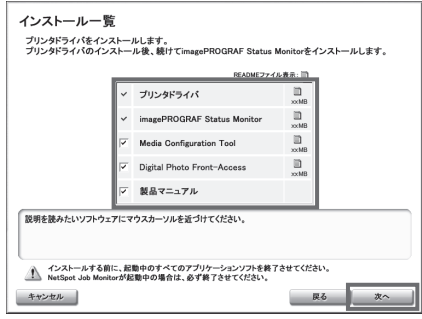 インストール一覧
プリンタドライバをインストールします。
プリンタドライバのインストール後、続けてimagePROGRAF Status Monitorをインストールします。
READMEファイル表示:
プリンタドライバ
xxMB
imagePROGRAF Status Monitor
xxMB
Media Configuration Tool
xxMB
Digital Photo Front-Access
xxMB
製品マニュアル
説明を読みたいソフトウェアにマウスカーソルを近づけてください。
インストールする前に、起動中のすべてのアプリケーションソフトを終了させてください。
NetSpot Job Monitorが起動中の場合は、必ず終了させてください。
キャンセル 戻る 次へ